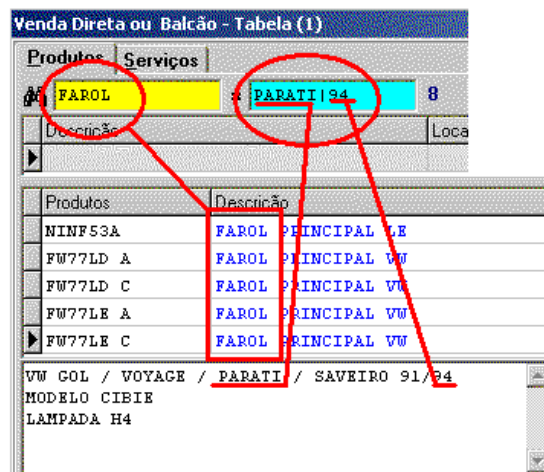 Venda Direta ou Balcão - Tabela (1)
Produtos Serviços
FAROL = PARATI|94 8
Descrição Loca
Produtos Descrição
NINF53A FAROL PRINCIPAL LE
FW77LD A FAROL PRINCIPAL VW
FW77LD C FAROL PRINCIPAL VW
FW77LE A FAROL PRINCIPAL VW
FW77LE C FAROL PRINCIPAL VW
VW GOL / VOYAGE / PARATI / SAVEIRO 91/94
MODELO CIBIE
LAMPADA H4